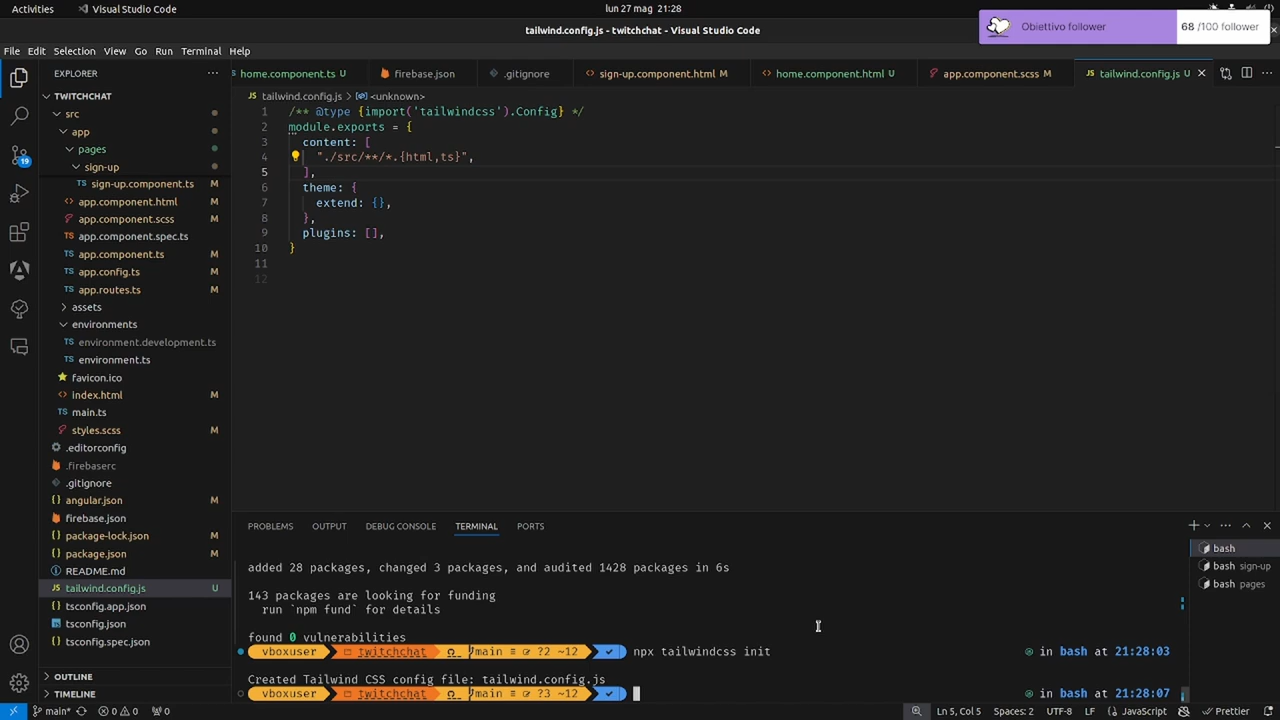 Activities
Visual Studio Code
lun 27 mag 21:28
Obiettivo follower
68 /100 follower
tailwind.config.js - twitchchat - Visual Studio Code
File Edit Selection View Go Run Terminal Help
EXPLORER
home.component.ts U
firebase.json
.gitignore
sign-up.component.html M
home.component.html U
app.component.scss M
tailwind.config.js U
TWITCHCHAT
src
app
pages
sign-up
TS sign-up.component.ts M
app.component.html M
app.component.scss M
TS app.component.spec.ts M
TS app.component.ts M
TS app.config.ts M
TS app.routes.ts M
assets
environments
TS environment.development.ts
TS environment.ts
favicon.ico
index.html M
TS main.ts
styles.scss M
.editorconfig
.firebaserc
.gitignore
{} angular.json M
firebase.json
{} package-lock.json M
{} package.json M
README.md
JS tailwind.config.js U
tsconfig.app.json
tsconfig.json
tsconfig.spec.json
OUTLINE
TIMELINE
19
JS tailwind.config.js > <unknown>
1 /** @type {import('tailwindcss').Config} */
2 module.exports = {
3 content: [
4 "./src/**/*.{html,ts}",
5 ],
6 theme: {
7 extend: {},
8 },
9 plugins: [],
10 }
11
12
PROBLEMS OUTPUT DEBUG CONSOLE TERMINAL PORTS
bash
bash sign-up
bash pages
added 28 packages, changed 3 packages, and audited 1428 packages in 6s
143 packages are looking for funding
run `npm fund` for details
found 0 vulnerabilities
vboxuser twitchchat main ≡ ?2 ~12 ✔ npx tailwindcss init in bash at 21:28:03
Created Tailwind CSS config file: tailwind.config.js
vboxuser twitchchat main ≡ ?3 ~12 ✔ in bash at 21:28:07
main* 0 0 0 Ln 5, Col 5 Spaces: 2 UTF-8 LF {} JavaScript Prettier